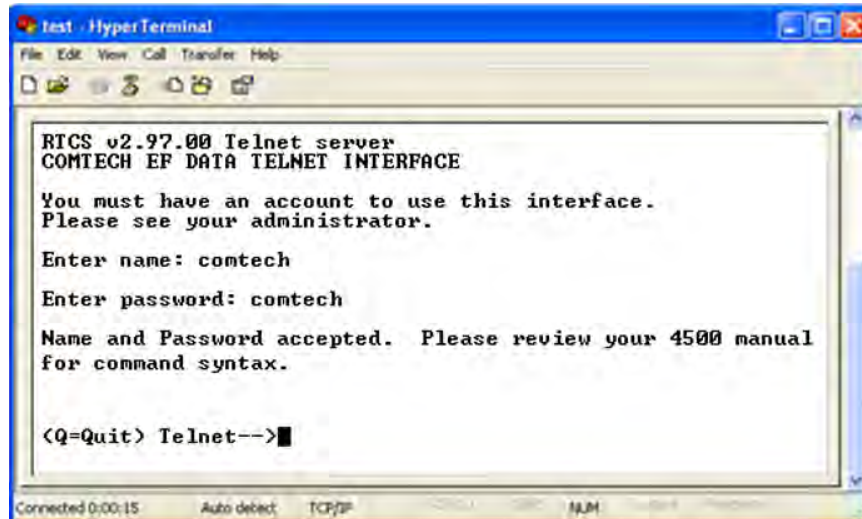 test - HyperTerminal
File Edit View Call Transfer Help
RTCS v2.97.00 Telnet server
COMTECH EF DATA TELNET INTERFACE
You must have an account to use this interface.
Please see your administrator.
Enter name: comtech
Enter password: comtech
Name and Password accepted.  Please review your 4500 manual
for command syntax.
(Q=Quit) Telnet-->
Connected 0:00:15 Auto detect TCP/IP NUM